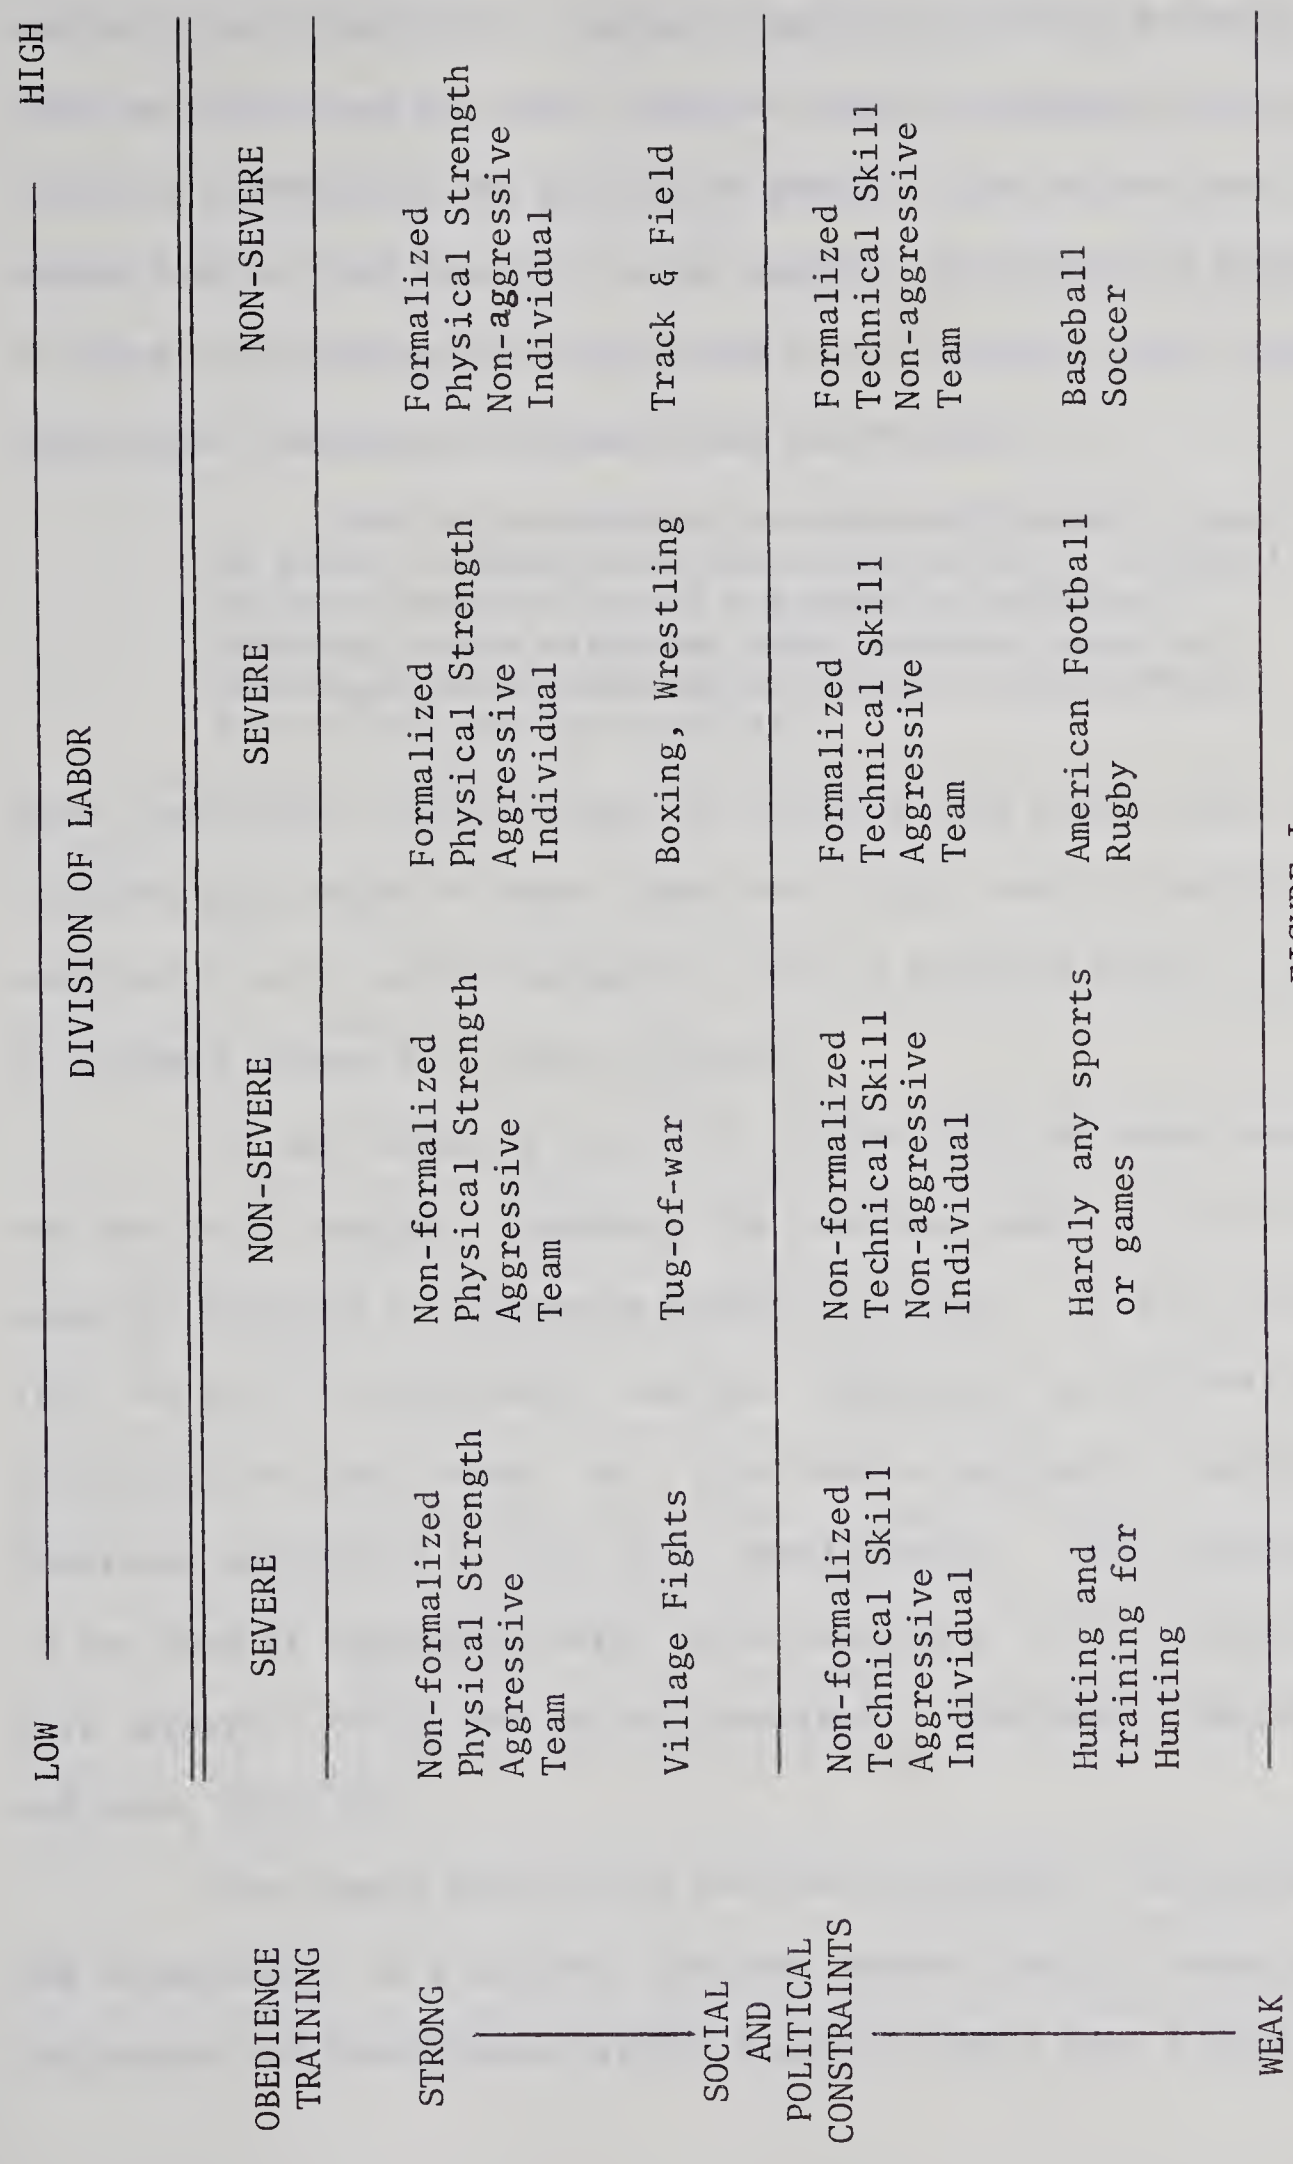 LOW HIGH
DIVISION OF LABOR
OBEDIENCE
TRAINING
SEVERE NON-SEVERE SEVERE NON-SEVERE
STRONG
SOCIAL
AND
POLITICAL
CONSTRAINTS
WEAK
Non-formalized
Physical Strength
Aggressive
Team
Village Fights
Non-formalized
Physical Strength
Aggressive
Team
Tug-of-war
Formalized
Physical Strength
Aggressive
Individual
Boxing, Wrestling
Formalized
Physical Strength
Non-aggressive
Individual
Track & Field
Non-formalized
Technical Skill
Aggressive
Individual
Hunting and
training for
Hunting
Non-formalized
Technical Skill
Non-aggressive
Individual
Hardly any sports
or games
Formalized
Technical Skill
Aggressive
Team
American Football
Rugby
Formalized
Technical Skill
Non-aggressive
Team
Baseball
Soccer